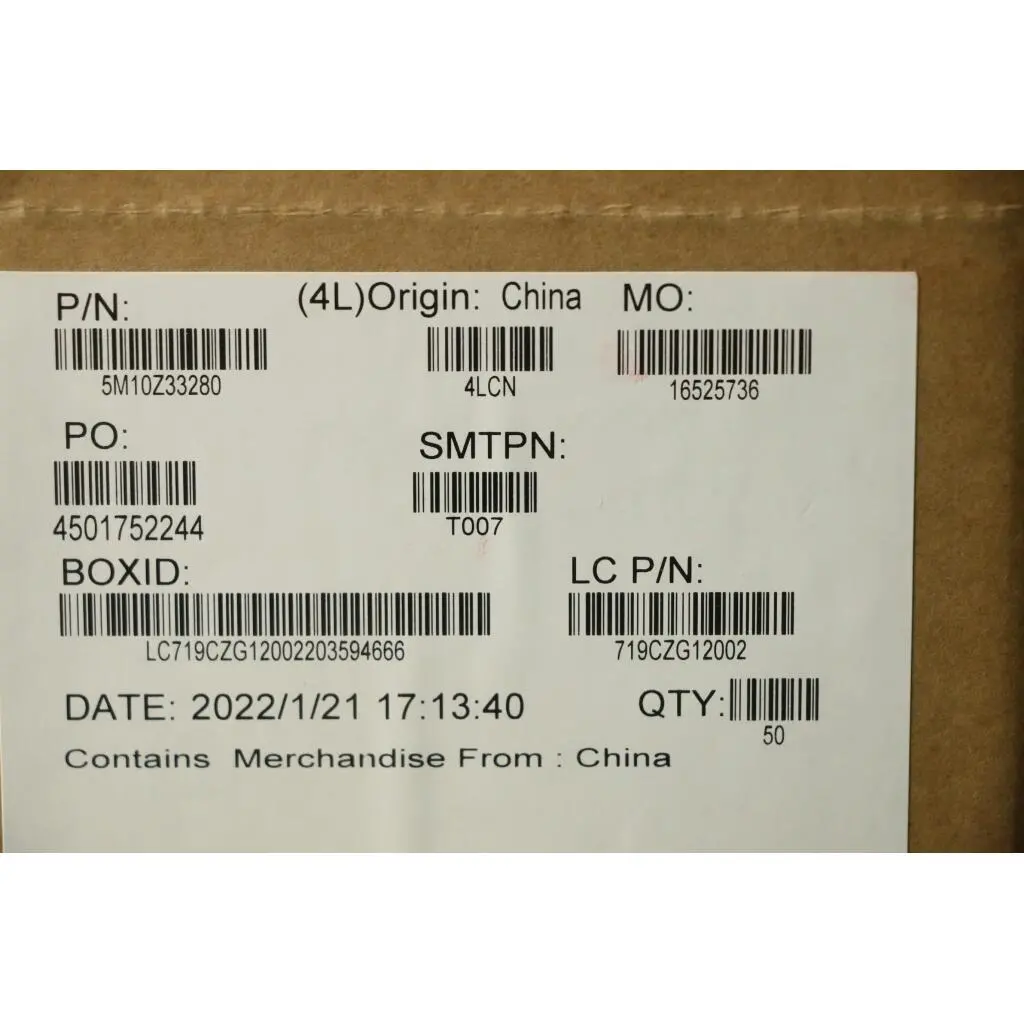 P/N: (4L)Origin: China MO:
5M10Z33280 4LCN 16525736
PO: SMTPN:
4501752244 T007
BOXID: LC P/N:
LC719CZG12002203594666 719CZG12002
DATE: 2022/1/21 17:13:40 QTY:
50
Contains Merchandise From : China